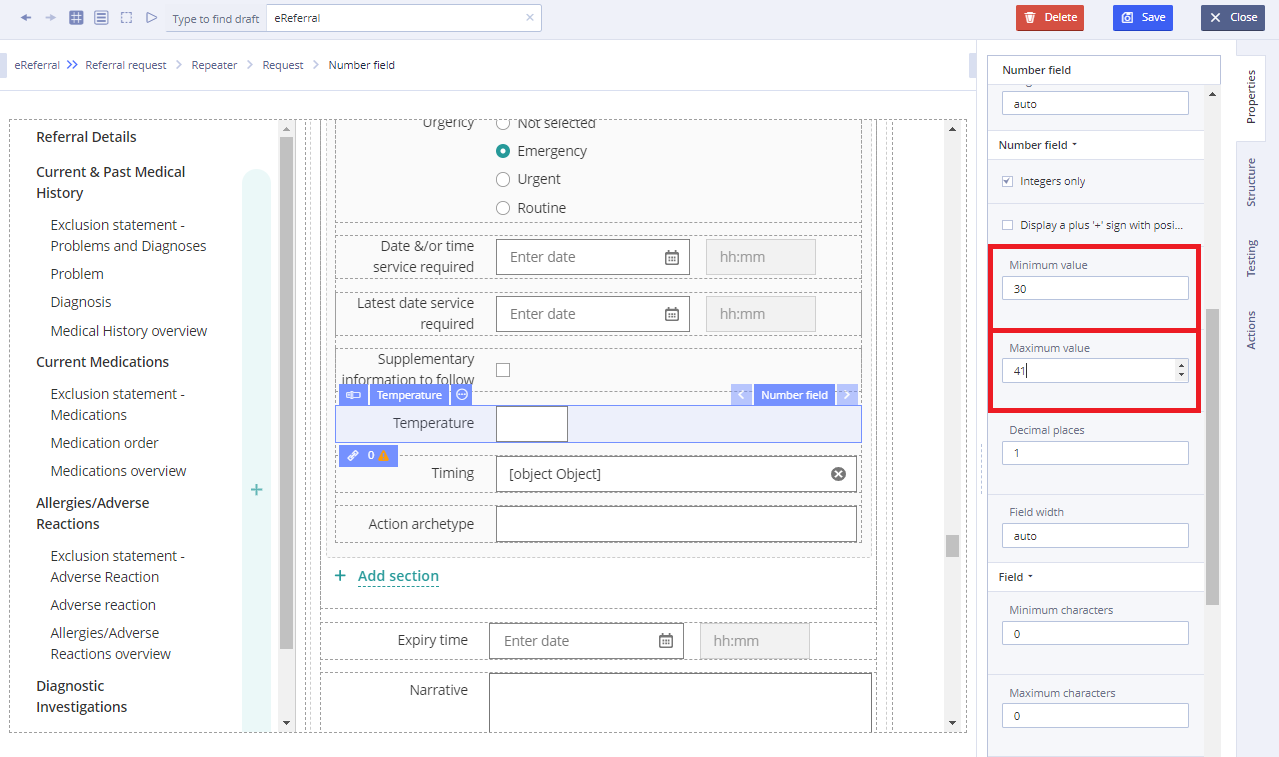 Type to find draft
eReferral
Delete
Save
Close
eReferral
Referral request
Repeater
Request
Number field
Referral Details
Current & Past Medical
History
Exclusion statement -
Problems and Diagnoses
Problem
Diagnosis
Medical History overview
Current Medications
Exclusion statement -
Medications
Medication order
Medications overview
Allergies/Adverse
Reactions
Exclusion statement -
Adverse Reaction
Adverse reaction
Allergies/Adverse
Reactions overview
Diagnostic
Investigations
Urgency
Not selected
Emergency
Urgent
Routine
Date &/or time
service required
Enter date
hh:mm
Latest date service
required
Enter date
hh:mm
Supplementary
information to follow
Temperature
Number field
Temperature
0
Timing
[object Object]
Action archetype
+ Add section
Expiry time
Enter date
hh:mm
Narrative
Number field
auto
Number field
Integers only
Display a plus '+' sign with posi...
Minimum value
30
Maximum value
41
Decimal places
1
Field width
auto
Field
Minimum characters
0
Maximum characters
0
Properties
Structure
Testing
Actions